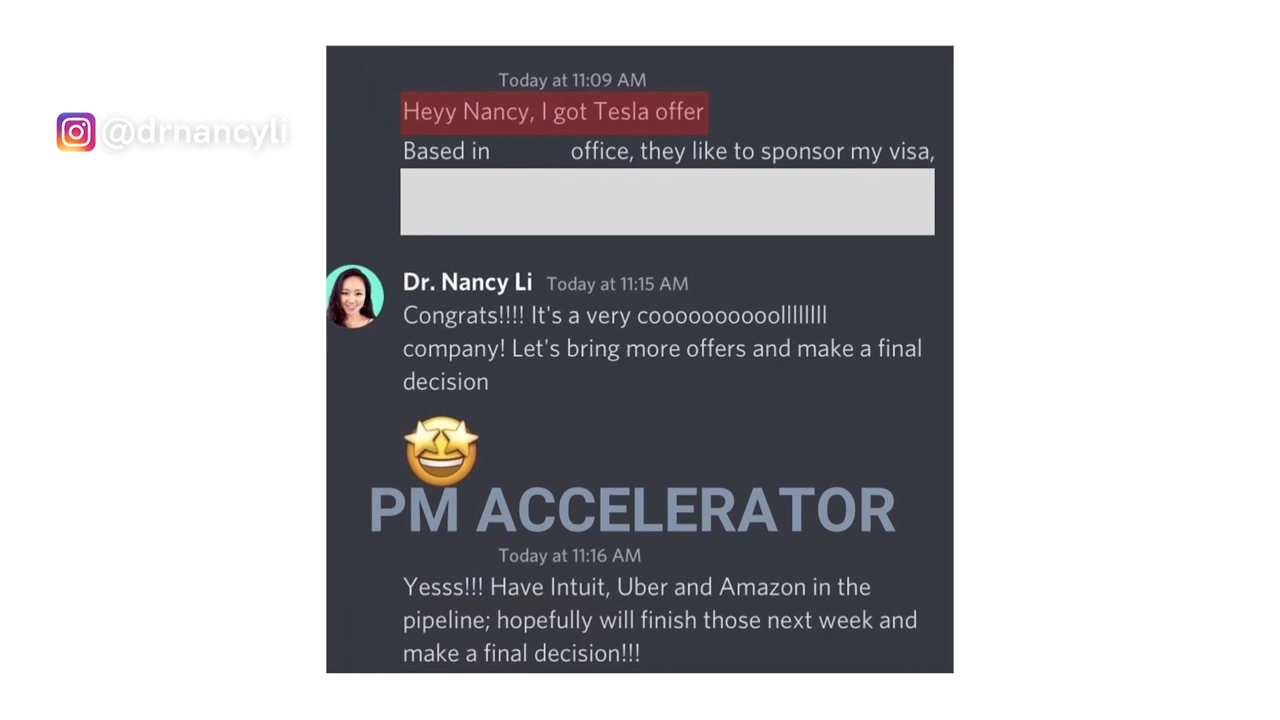 @drnancyli
Today at 11:09 AM
Heyy Nancy, I got Tesla offer
Based in office, they like to sponsor my visa,
Dr. Nancy Li Today at 11:15 AM
Congrats!!!! It's a very coooooooooollllllll
company! Let's bring more offers and make a final
decision
PM ACCELERATOR
Today at 11:16 AM
Yesss!!! Have Intuit, Uber and Amazon in the
pipeline; hopefully will finish those next week and
make a final decision!!!